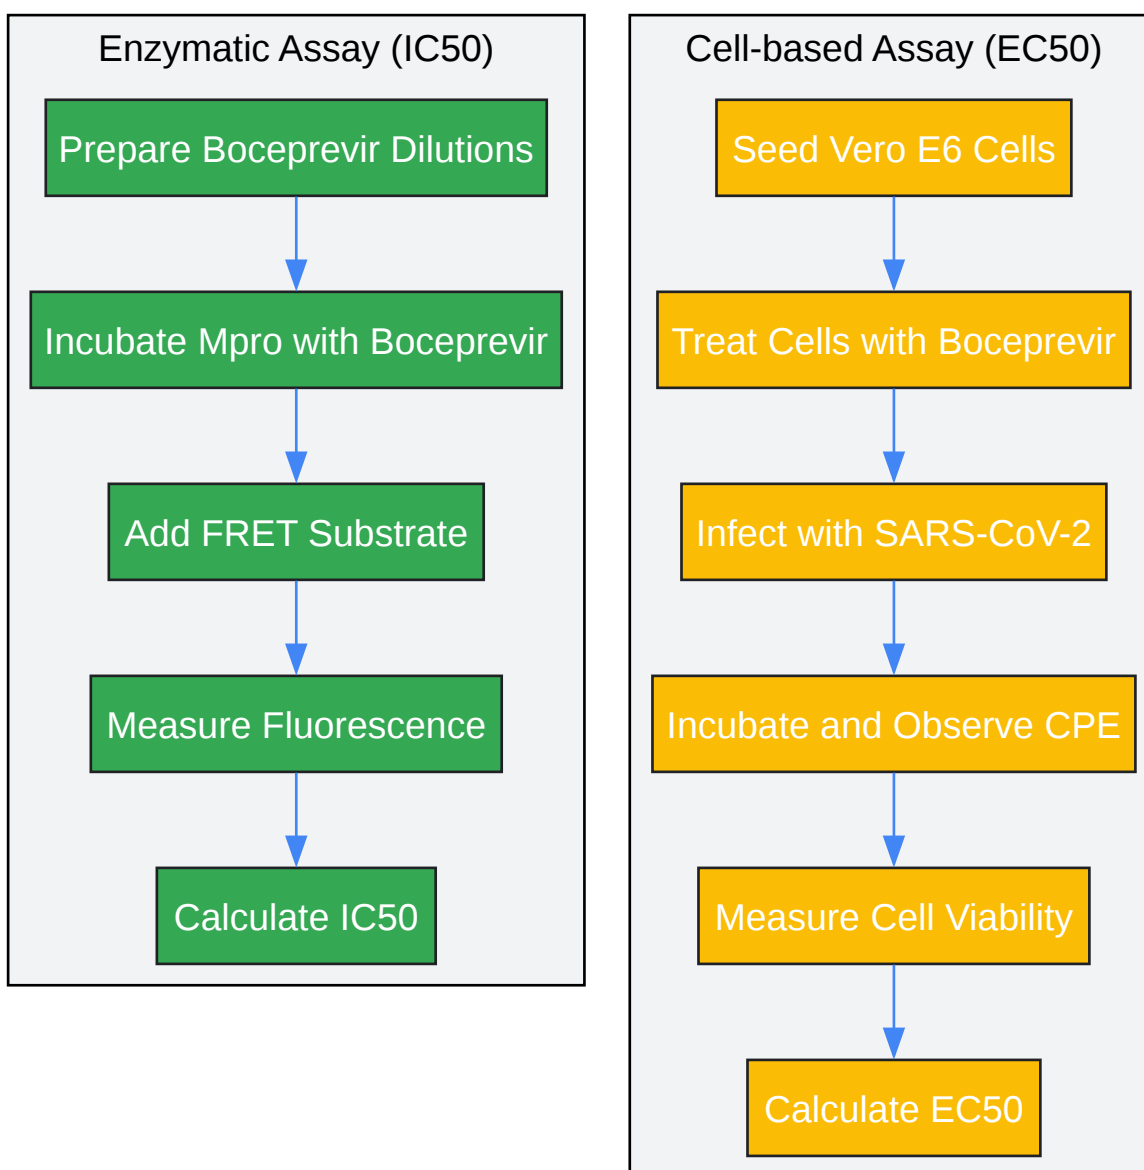 Enzymatic Assay (IC50)
Prepare Boceprevir Dilutions
Incubate Mpro with Boceprevir
Add FRET Substrate
Measure Fluorescence
Calculate IC50
Cell-based Assay (EC50)
Seed Vero E6 Cells
Treat Cells with Boceprevir
Infect with SARS-CoV-2
Incubate and Observe CPE
Measure Cell Viability
Calculate EC50